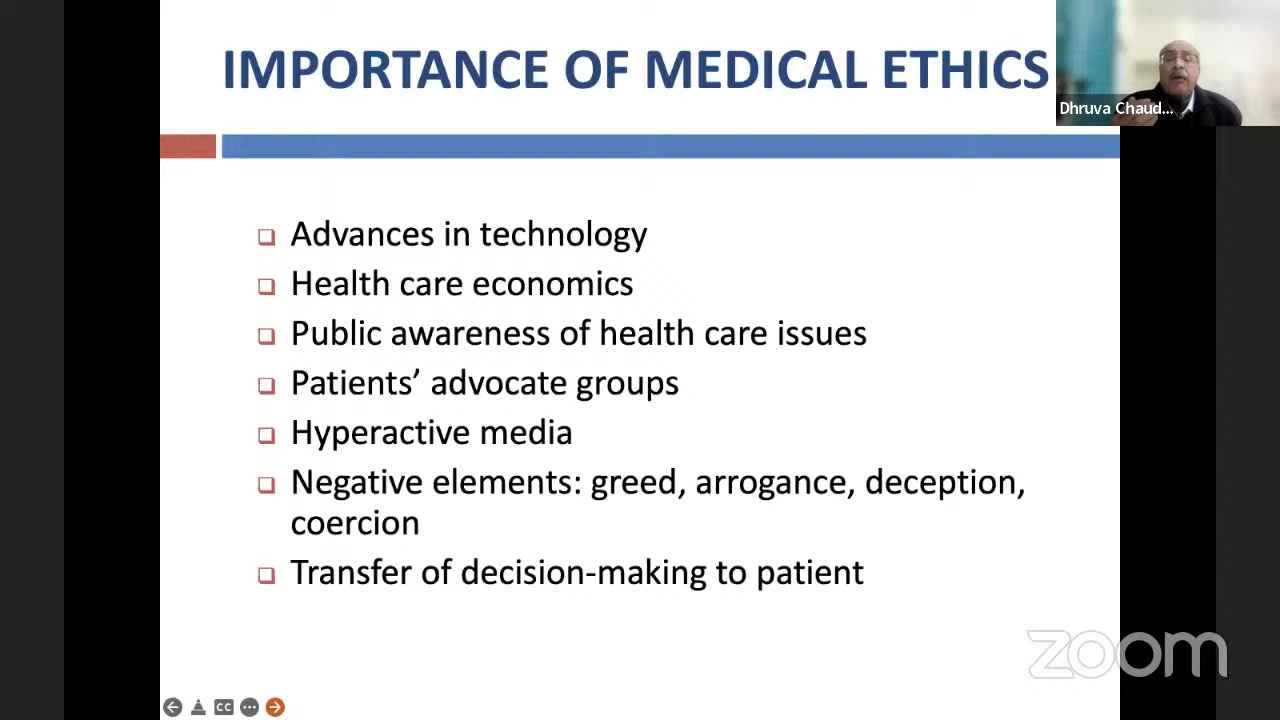 IMPORTANCE OF MEDICAL ETHICS
Dhruva Chaud...
Advances in technology
Health care economics
Public awareness of health care issues
Patients’ advocate groups
Hyperactive media
Negative elements: greed, arrogance, deception,
coercion
Transfer of decision-making to patient
zoom
CC